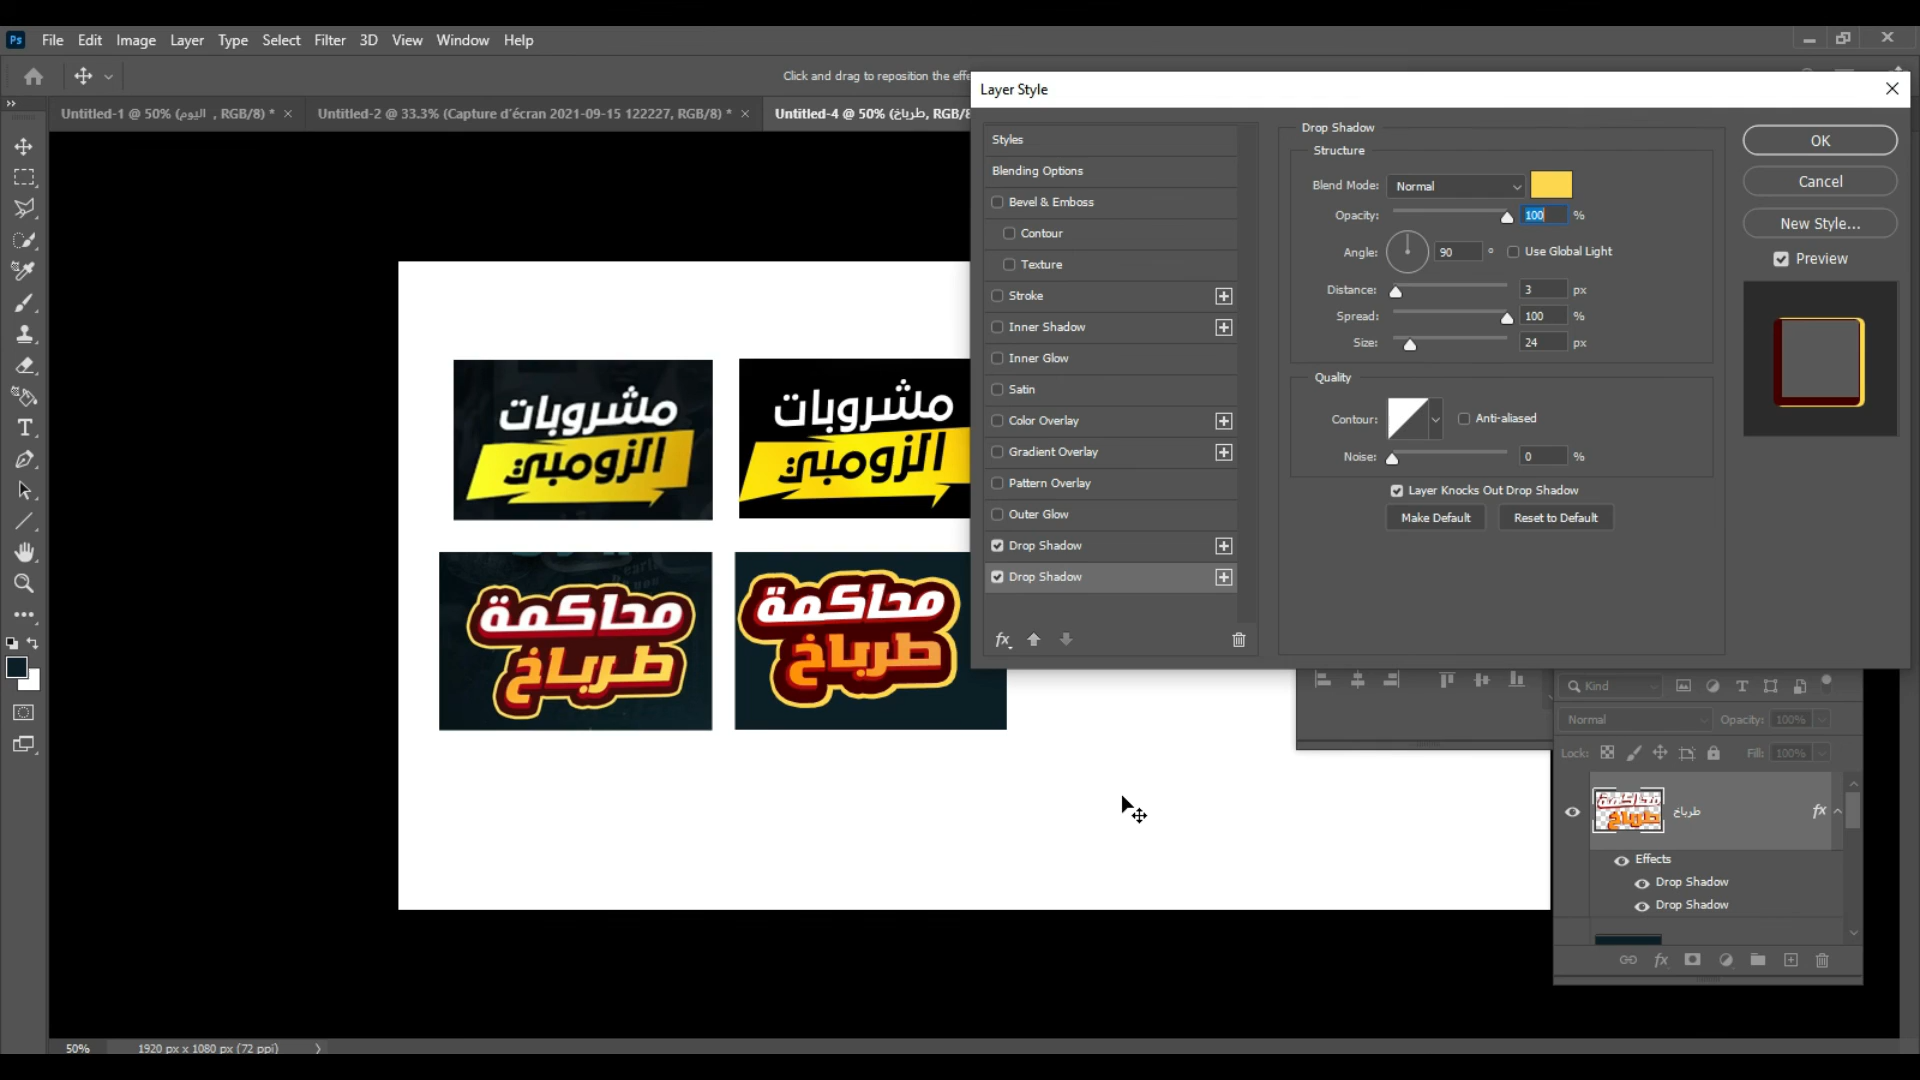 Ps File Edit Image Layer Type Select Filter 3D View Window Help
Click and drag to reposition the effe
Untitled-1 @ 50% (اليوم , RGB/8) * × Untitled-2 @ 33.3% (Capture d'écran 2021-09-15 122227, RGB/8) * × Untitled-4 @ 50% (طرباخ, RGB/8
Layer Style
Styles
Blending Options
Bevel & Emboss
Contour
Texture
Stroke
Inner Shadow
Inner Glow
Satin
Color Overlay
Gradient Overlay
Pattern Overlay
Outer Glow
Drop Shadow
Drop Shadow
fx
Drop Shadow
Structure
Blend Mode: Normal
Opacity: 100 %
Angle: 90 ° Use Global Light
Distance: 3 px
Spread: 100 %
Size: 24 px
Quality
Contour: Anti-aliased
Noise: 0 %
Layer Knocks Out Drop Shadow
Make Default Reset to Default
OK
Cancel
New Style...
Preview
مشروبات
الزومبي
مشروبات
الزومبي
محاكمة
طرباخ
محاكمة
طرباخ
Kind
Normal Opacity: 100%
Lock: Fill: 100%
محاكمة
طرباخ
طرباخ fx
Effects
Drop Shadow
Drop Shadow
fx
50% 1920 px x 1080 px (72 ppi)